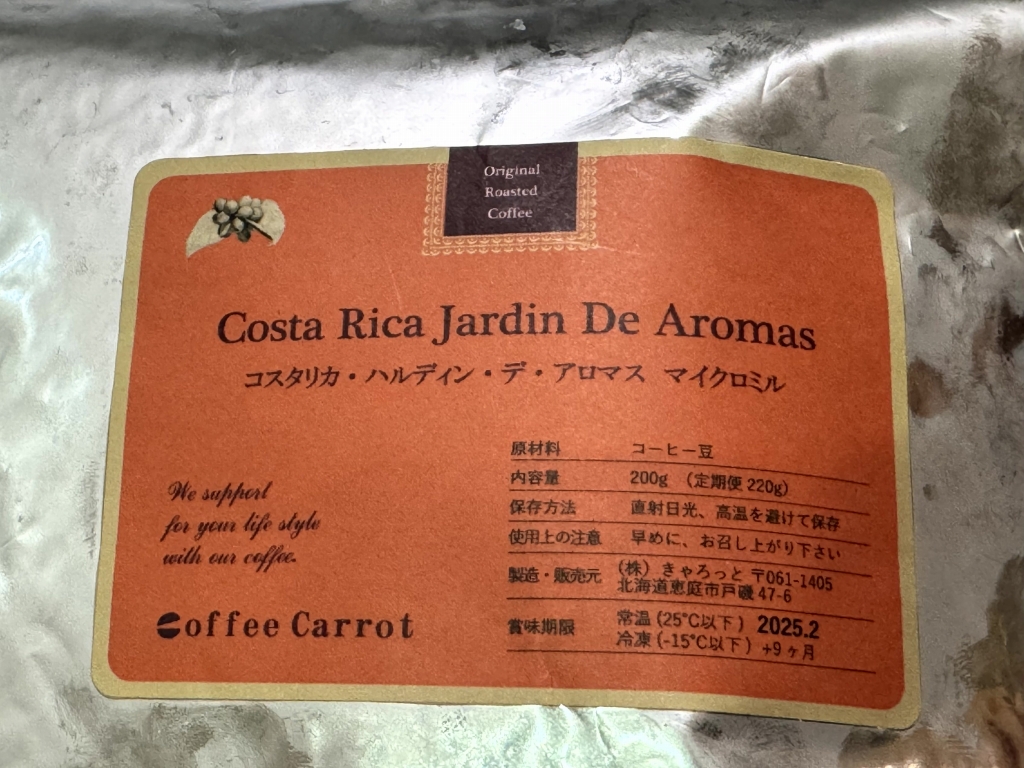 Original
Roasted
Coffee
Costa Rica Jardin De Aromas
コスタリカ・ハルディン・デ・アロマス マイクロミル
We support
for your life style
with our coffee.
Coffee Carrot
原材料 コーヒー豆
内容量 200g （定期便 220g）
保存方法 直射日光、高温を避けて保存
使用上の注意 早めに、お召し上がり下さい
製造・販売元 （株）きゃろっと 〒061-1405
北海道恵庭市戸磯 47-6
賞味期限 常温 (25℃以下） 2025.2
冷凍 (-15℃以下） +9ヶ月